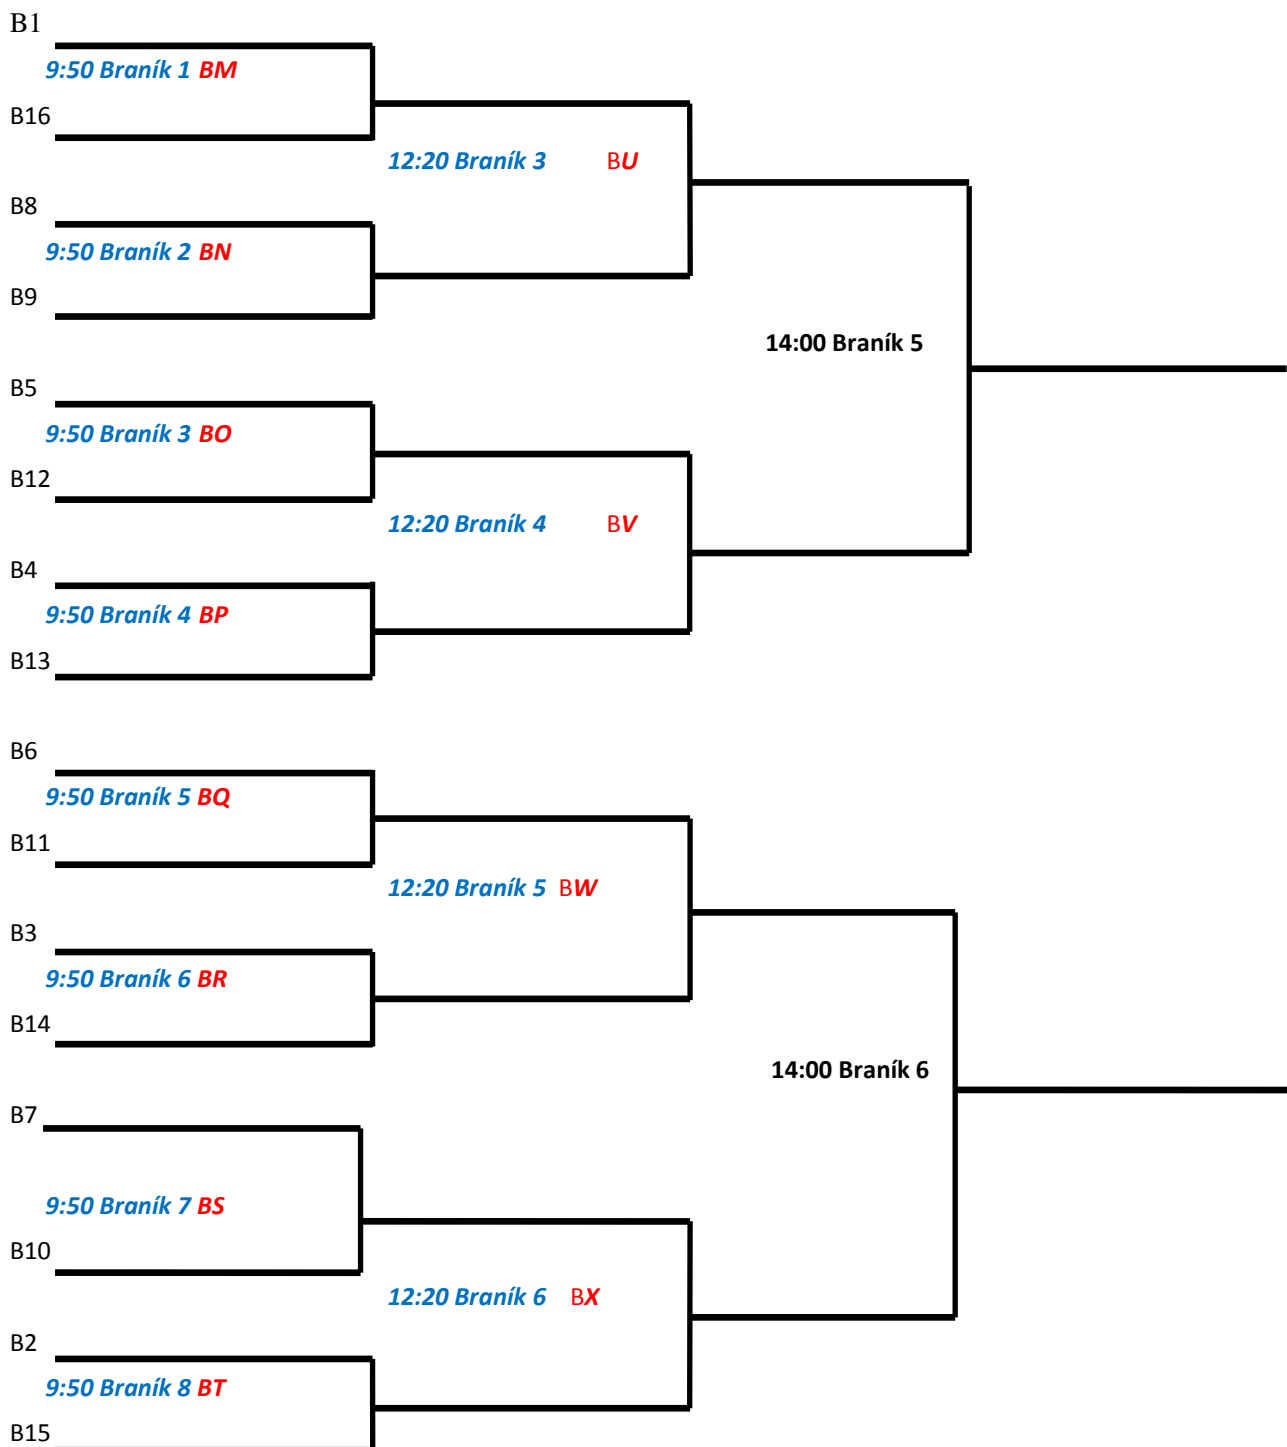 B1
9:50 Braník 1 BM
B16
12:20 Braník 3 BU
B8
9:50 Braník 2 BN
B9
14:00 Braník 5
B5
9:50 Braník 3 BO
B12
12:20 Braník 4 BV
B4
9:50 Braník 4 BP
B13
B6
9:50 Braník 5 BQ
B11
12:20 Braník 5 BW
B3
9:50 Braník 6 BR
B14
14:00 Braník 6
B7
9:50 Braník 7 BS
B10
12:20 Braník 6 BX
B2
9:50 Braník 8 BT
B15